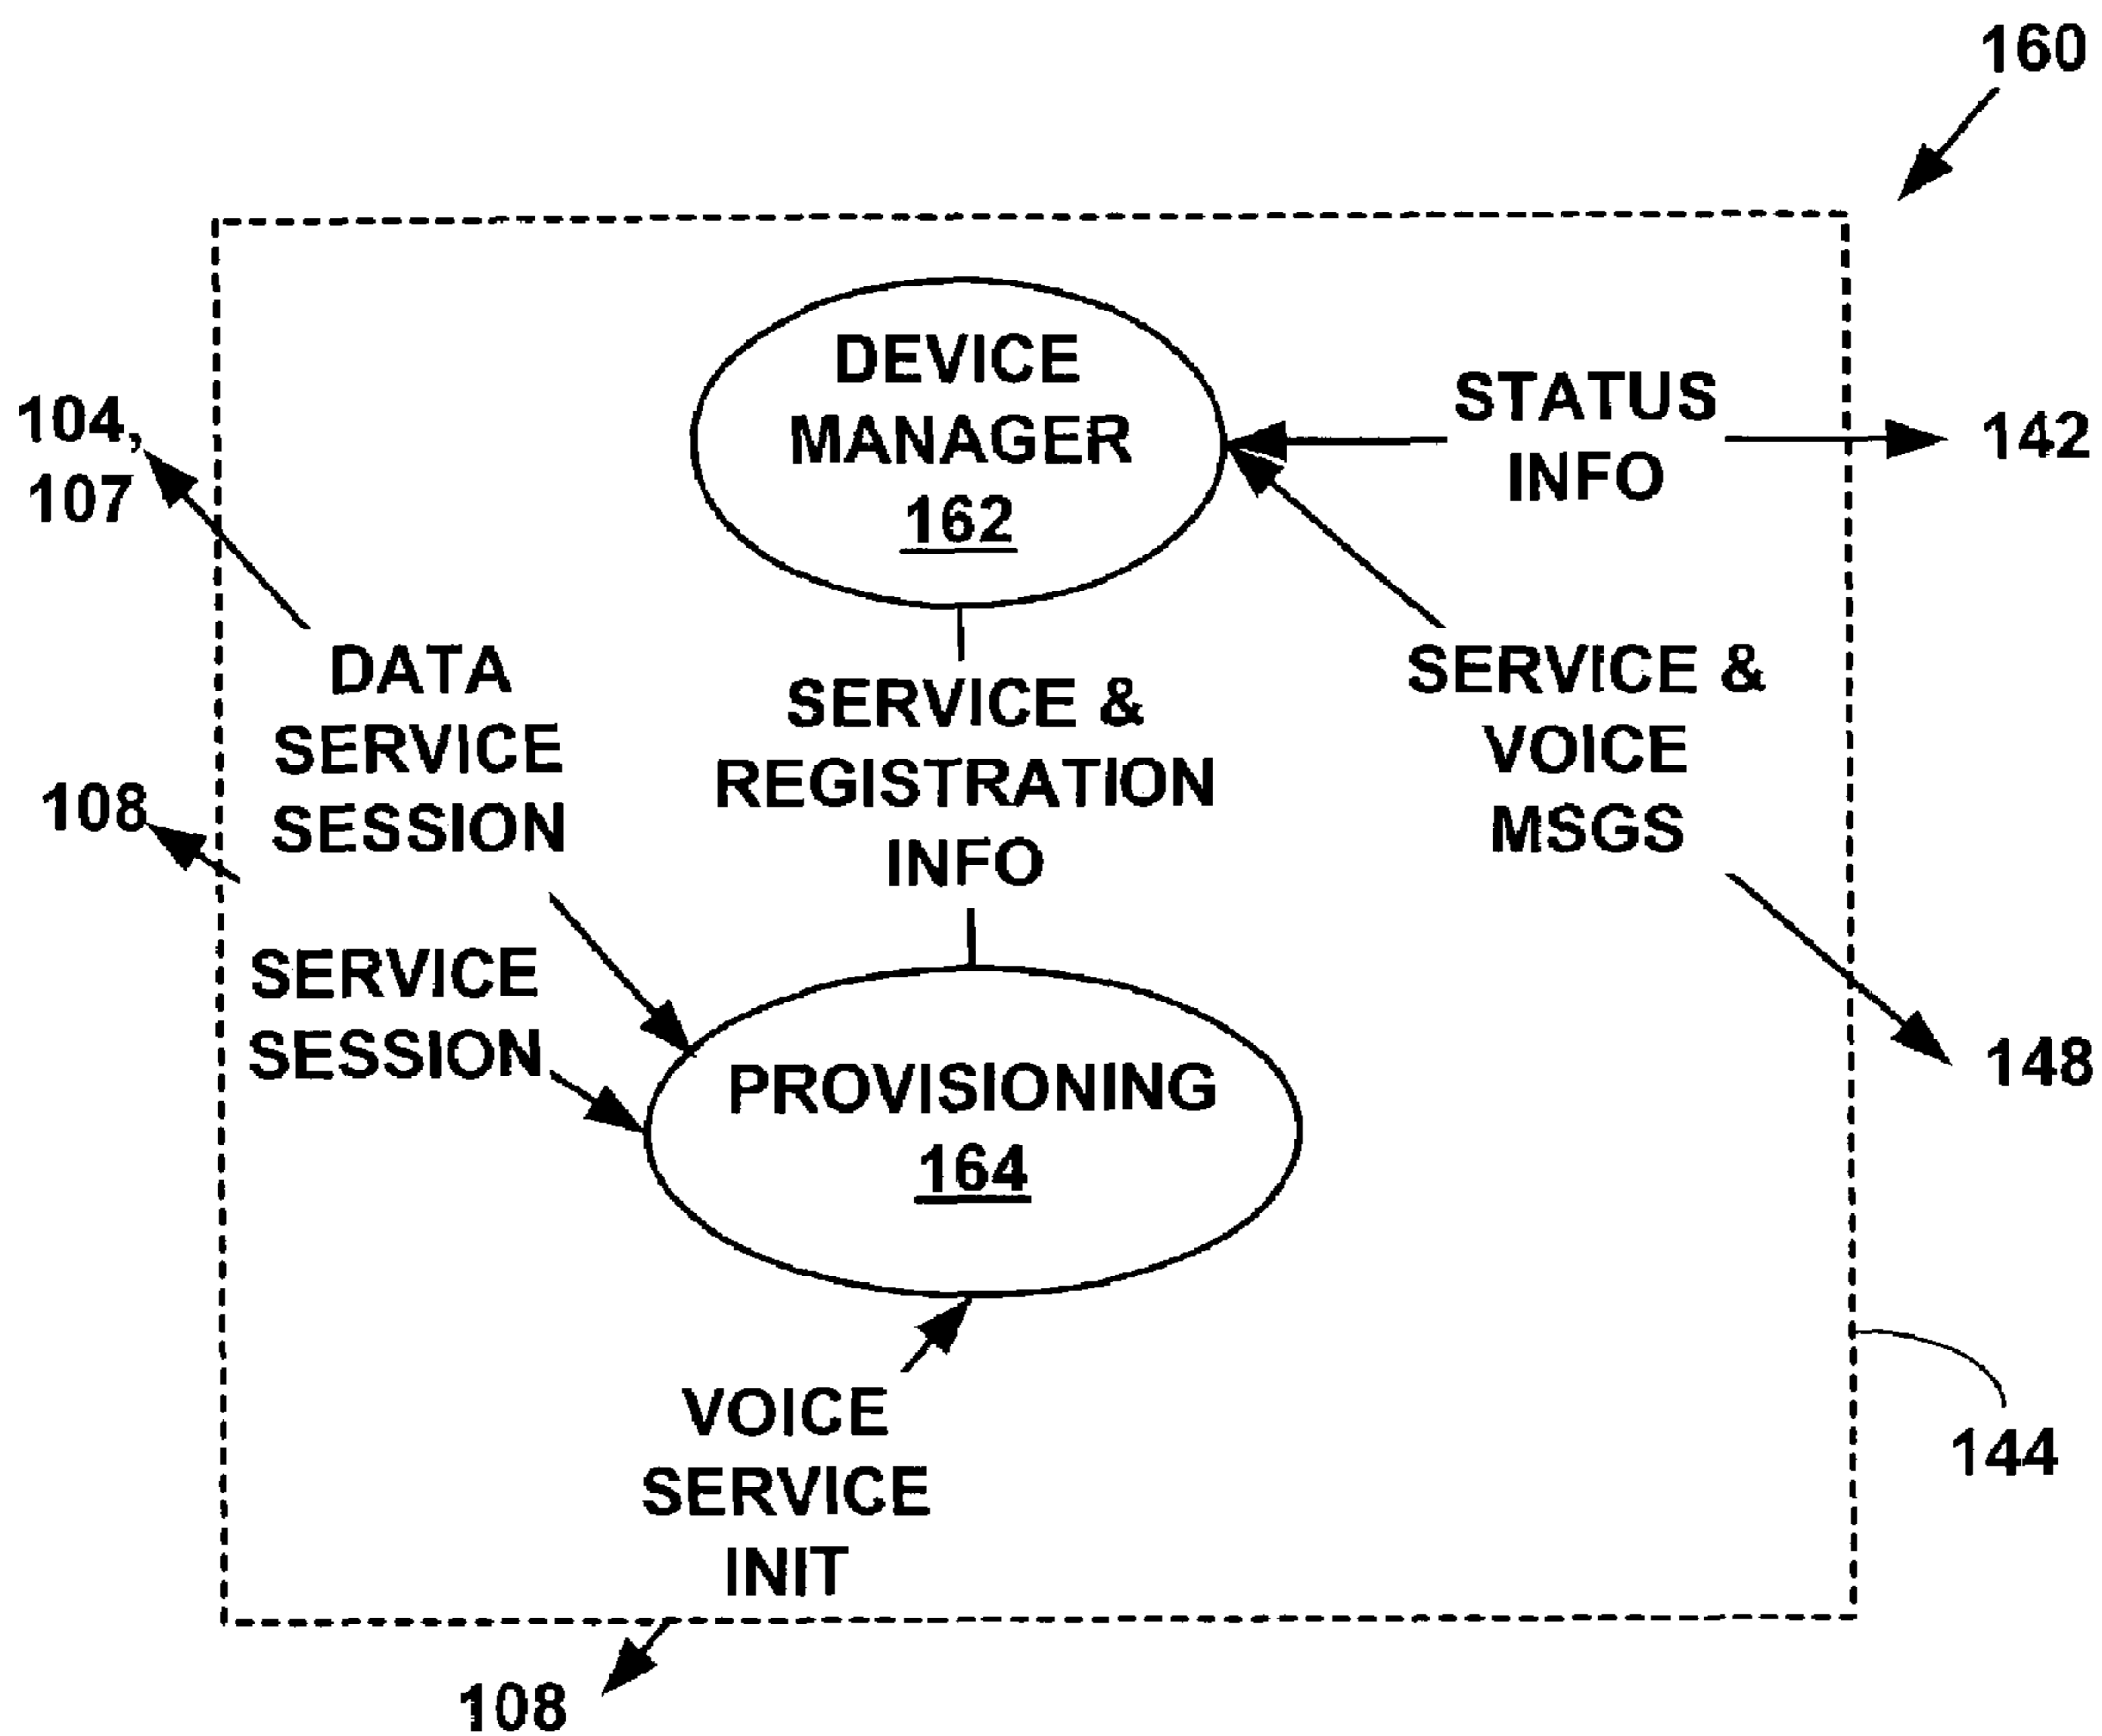 160
DEVICE
MANAGER
162
STATUS
INFO
142
104,
107
DATA
SERVICE
SESSION
SERVICE &
REGISTRATION
INFO
SERVICE &
VOICE
MSGS
108
SERVICE
SESSION
PROVISIONING
164
148
VOICE
SERVICE
INIT
144
108